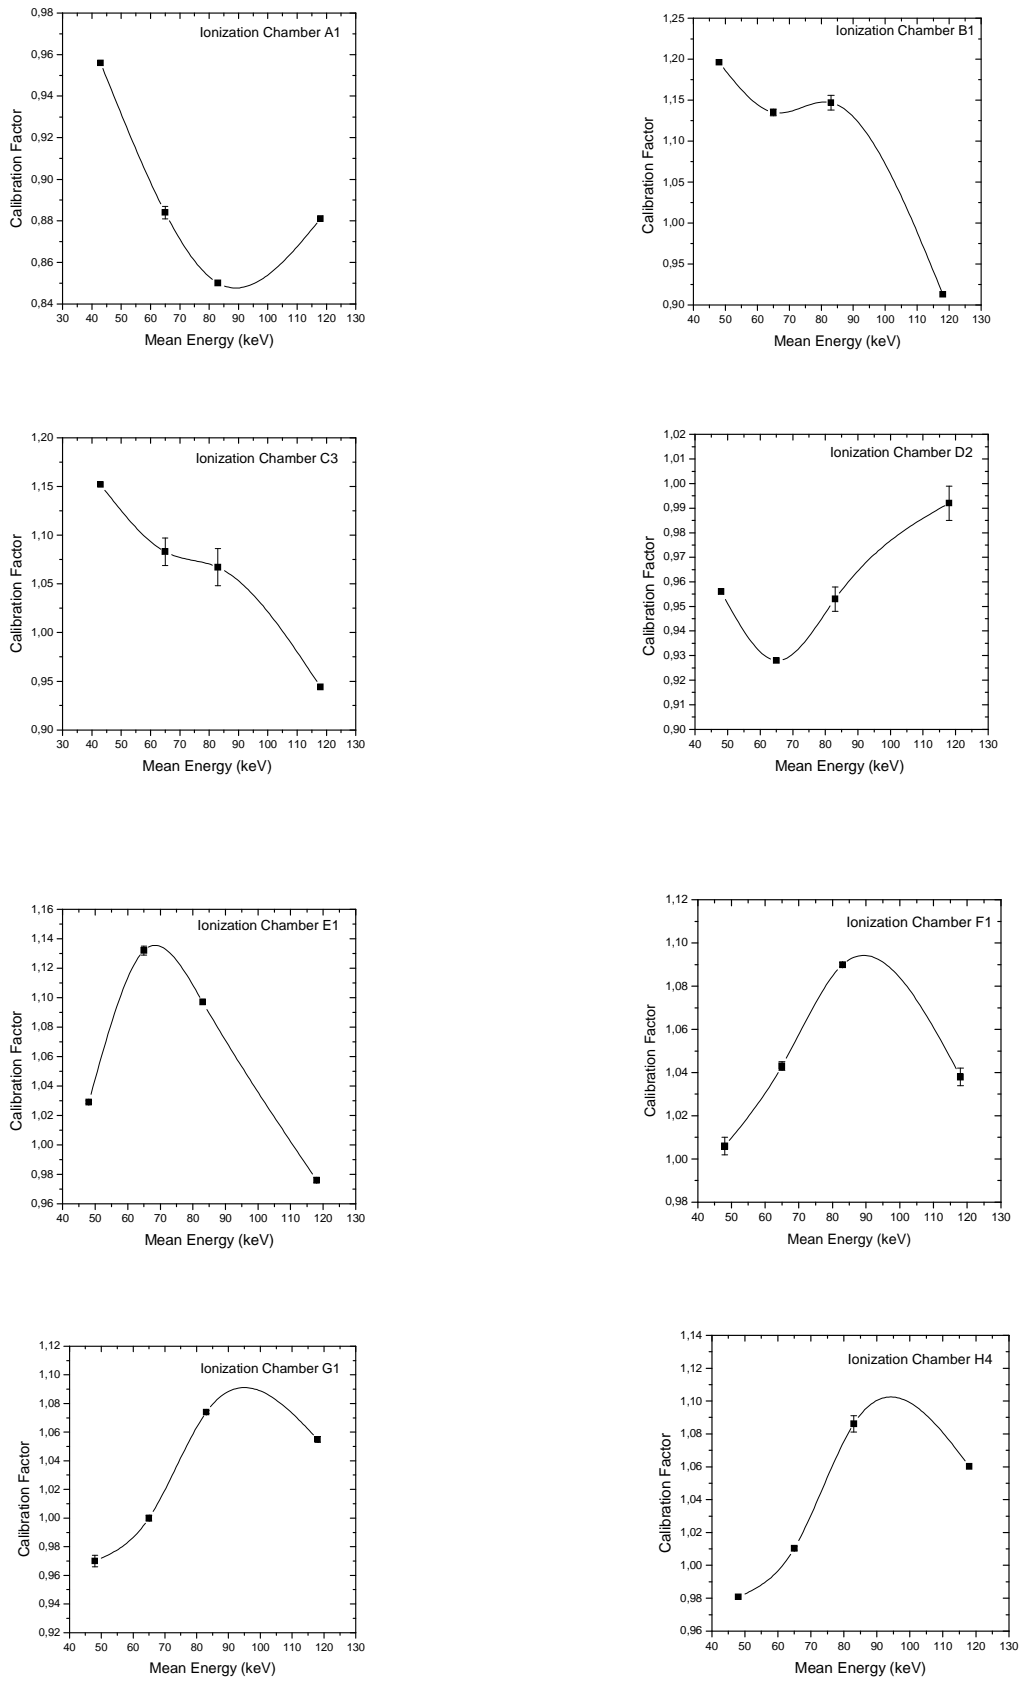 Ionization Chamber A1
Calibration Factor
0,98
0,96
0,94
0,92
0,90
0,88
0,86
0,84
30 40 50 60 70 80 90 100 110 120 130
Mean Energy (keV)
Ionization Chamber B1
Calibration Factor
1,25
1,20
1,15
1,10
1,05
1,00
0,95
0,90
40 50 60 70 80 90 100 110 120 130
Mean Energy (keV)
Ionization Chamber C3
Calibration Factor
1,20
1,15
1,10
1,05
1,00
0,95
0,90
30 40 50 60 70 80 90 100 110 120 130
Mean Energy (keV)
Ionization Chamber D2
Calibration Factor
1,02
1,01
1,00
0,99
0,98
0,97
0,96
0,95
0,94
0,93
0,92
0,91
0,90
40 50 60 70 80 90 100 110 120 130
Mean Energy (keV)
Ionization Chamber E1
Calibration Factor
1,16
1,14
1,12
1,10
1,08
1,06
1,04
1,02
1,00
0,98
0,96
40 50 60 70 80 90 100 110 120 130
Mean Energy (keV)
Ionization Chamber F1
Calibration Factor
1,12
1,10
1,08
1,06
1,04
1,02
1,00
0,98
40 50 60 70 80 90 100 110 120 130
Mean Energy (keV)
Ionization Chamber G1
Calibration Factor
1,12
1,10
1,08
1,06
1,04
1,02
1,00
0,98
0,96
0,94
0,92
40 50 60 70 80 90 100 110 120 130
Mean Energy (keV)
Ionization Chamber H4
Calibration Factor
1,14
1,12
1,10
1,08
1,06
1,04
1,02
1,00
0,98
0,96
40 50 60 70 80 90 100 110 120 130
Mean Energy (keV)